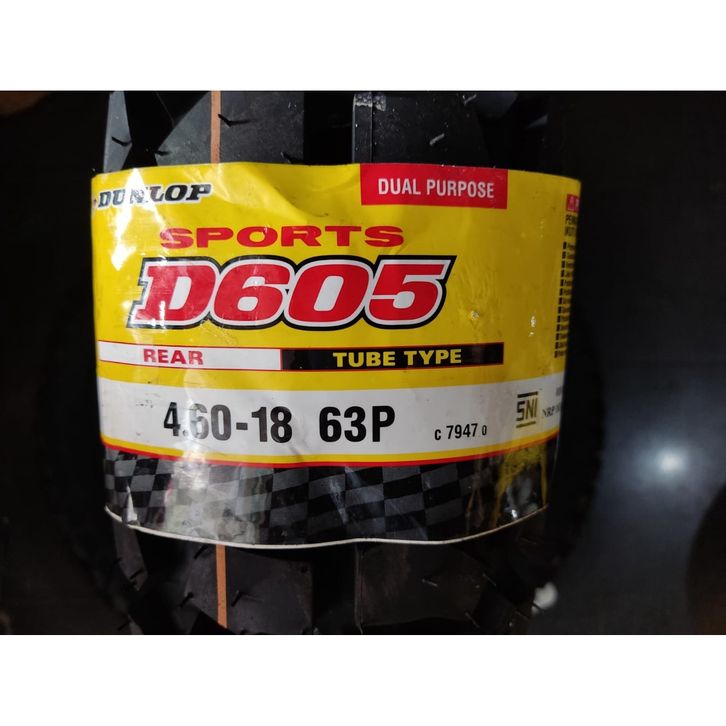 DUNLOP
DUAL PURPOSE
SPORTS
D605
REAR
TUBE TYPE
4.60-18 63P
C 7947 0
SNI